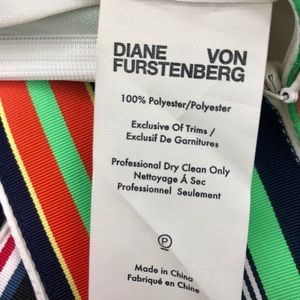 DIANE VON
FURSTENBERG
100% Polyester/Polyester
Exclusive Of Trims /
Exclusif De Garnitures
Professional Dry Clean Only
Nettoyage Á Sec
Professionnel Seulement
P
Made in China
Fabriqué en Chine